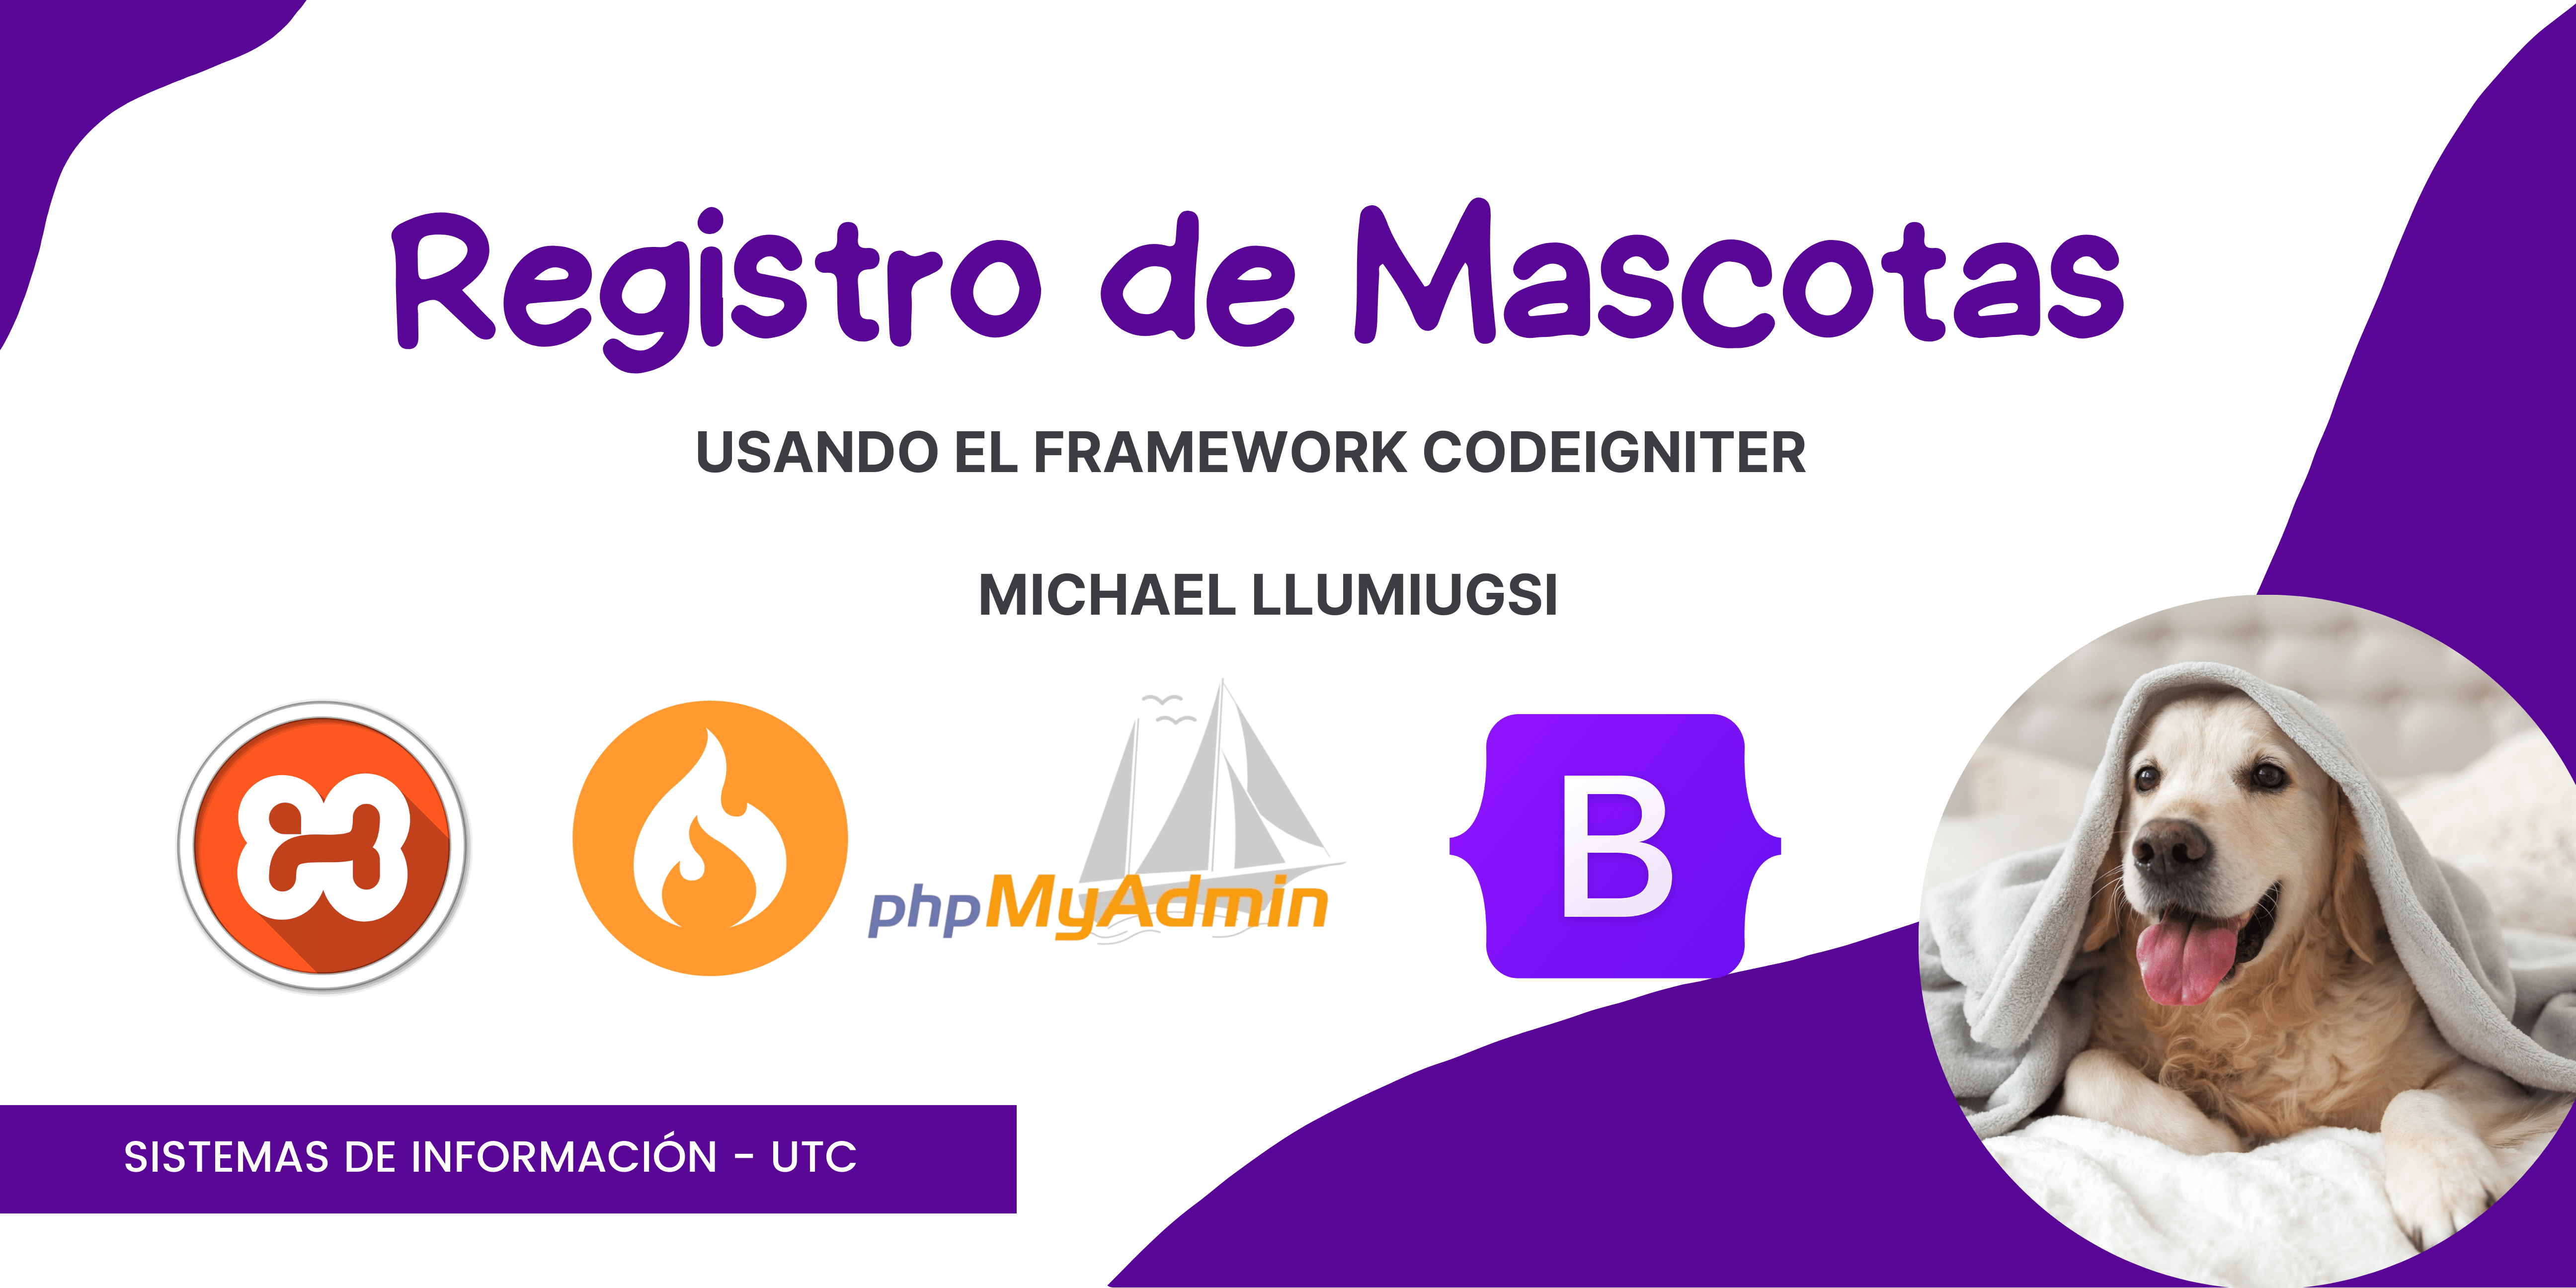 Registro de Mascotas
USANDO EL FRAMEWORK CODEIGNITER
MICHAEL LLUMIUGSI
phpMyAdmin
B
SISTEMAS DE INFORMACIÓN - UTC